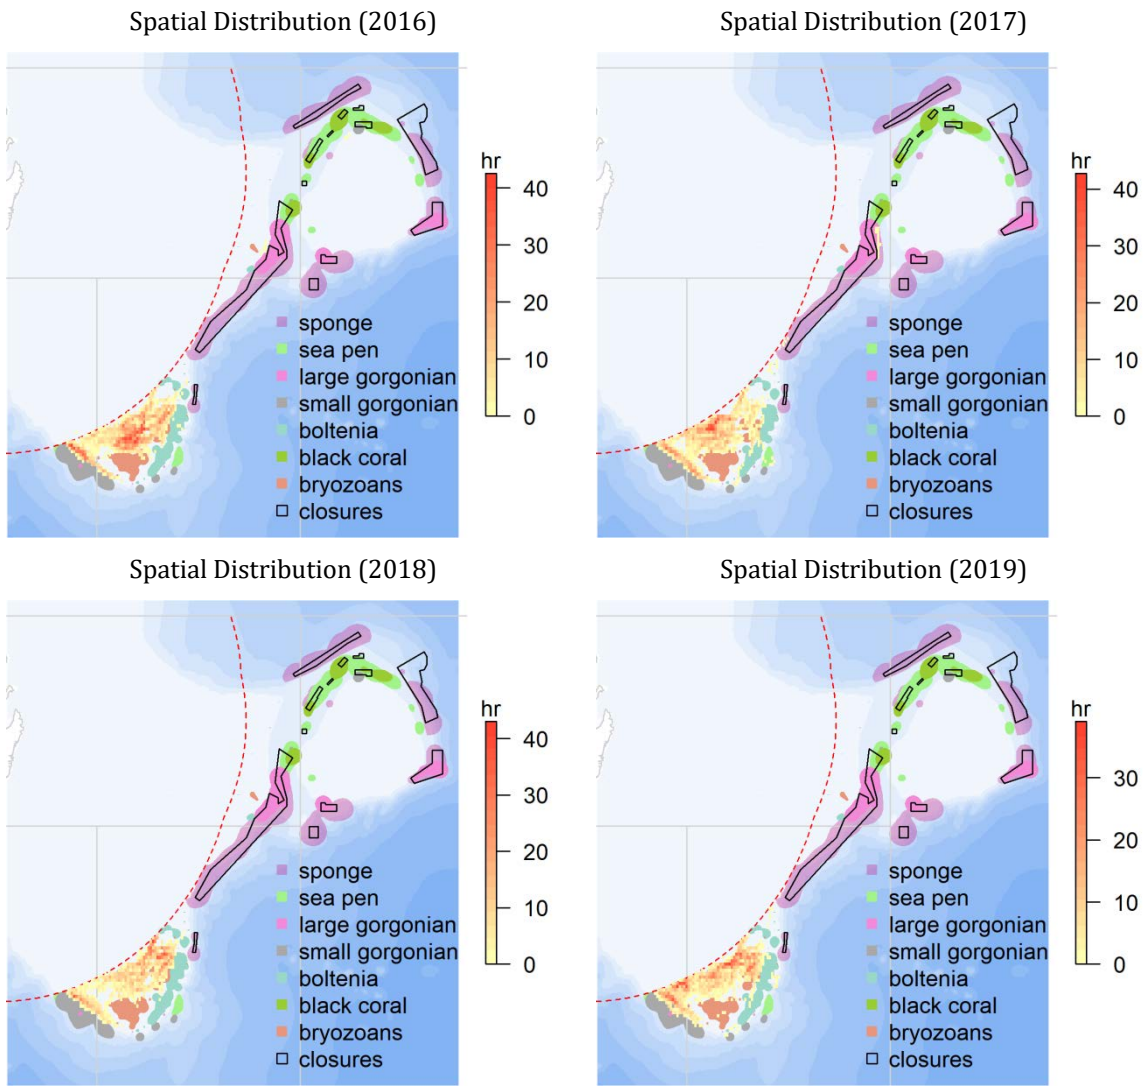 Spatial Distribution (2016)
Spatial Distribution (2017)
hr
40
30
20
10
0
sponge
sea pen
large gorgonian
small gorgonian
boltenia
black coral
bryozoans
closures
hr
40
30
20
10
0
sponge
sea pen
large gorgonian
small gorgonian
boltenia
black coral
bryozoans
closures
Spatial Distribution (2018)
Spatial Distribution (2019)
hr
40
30
20
10
0
sponge
sea pen
large gorgonian
small gorgonian
boltenia
black coral
bryozoans
closures
hr
30
20
10
0
sponge
sea pen
large gorgonian
small gorgonian
boltenia
black coral
bryozoans
closures